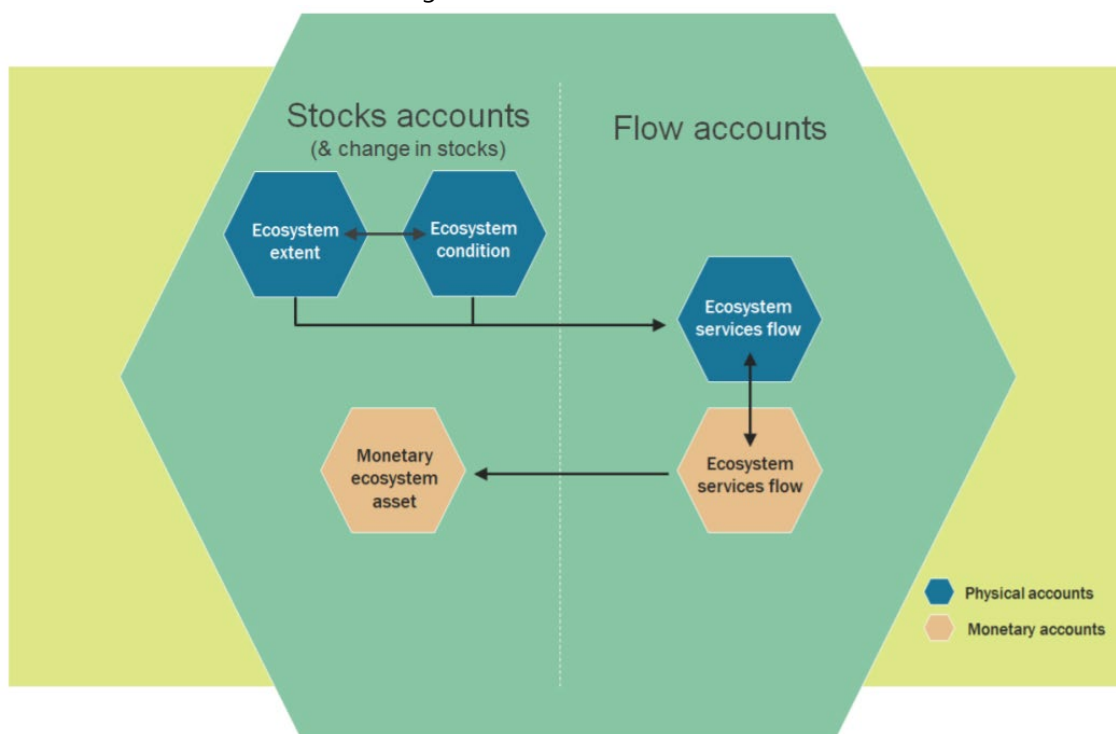 Stocks accounts
(& change in stocks)
Flow accounts
Ecosystem
extent
Ecosystem
condition
Ecosystem
services flow
Monetary
ecosystem
asset
Ecosystem
services flow
Physical accounts
Monetary accounts